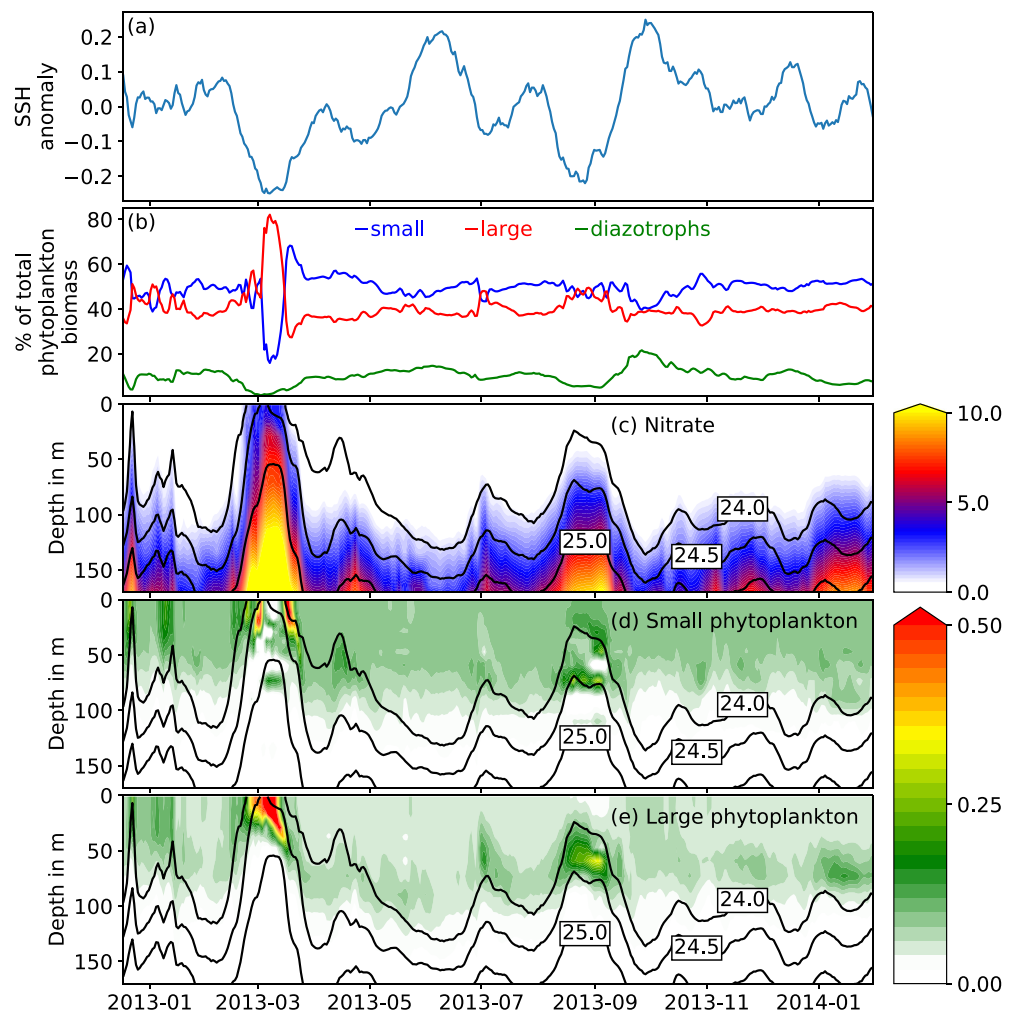 (a)
0.2
0.1
0.0
−0.1
−0.2
SSH
anomaly
(b)
−small −large −diazotrophs
80
60
40
20
% of total
phytoplankton
biomass
(c) Nitrate
0
50
100
150
Depth in m
24.0
25.0
24.5
10.0
5.0
0.0
(d) Small phytoplankton
0
50
100
150
Depth in m
24.0
25.0
24.5
(e) Large phytoplankton
0
50
100
150
Depth in m
24.0
25.0
24.5
0.50
0.25
0.00
2013-01 2013-03 2013-05 2013-07 2013-09 2013-11 2014-01